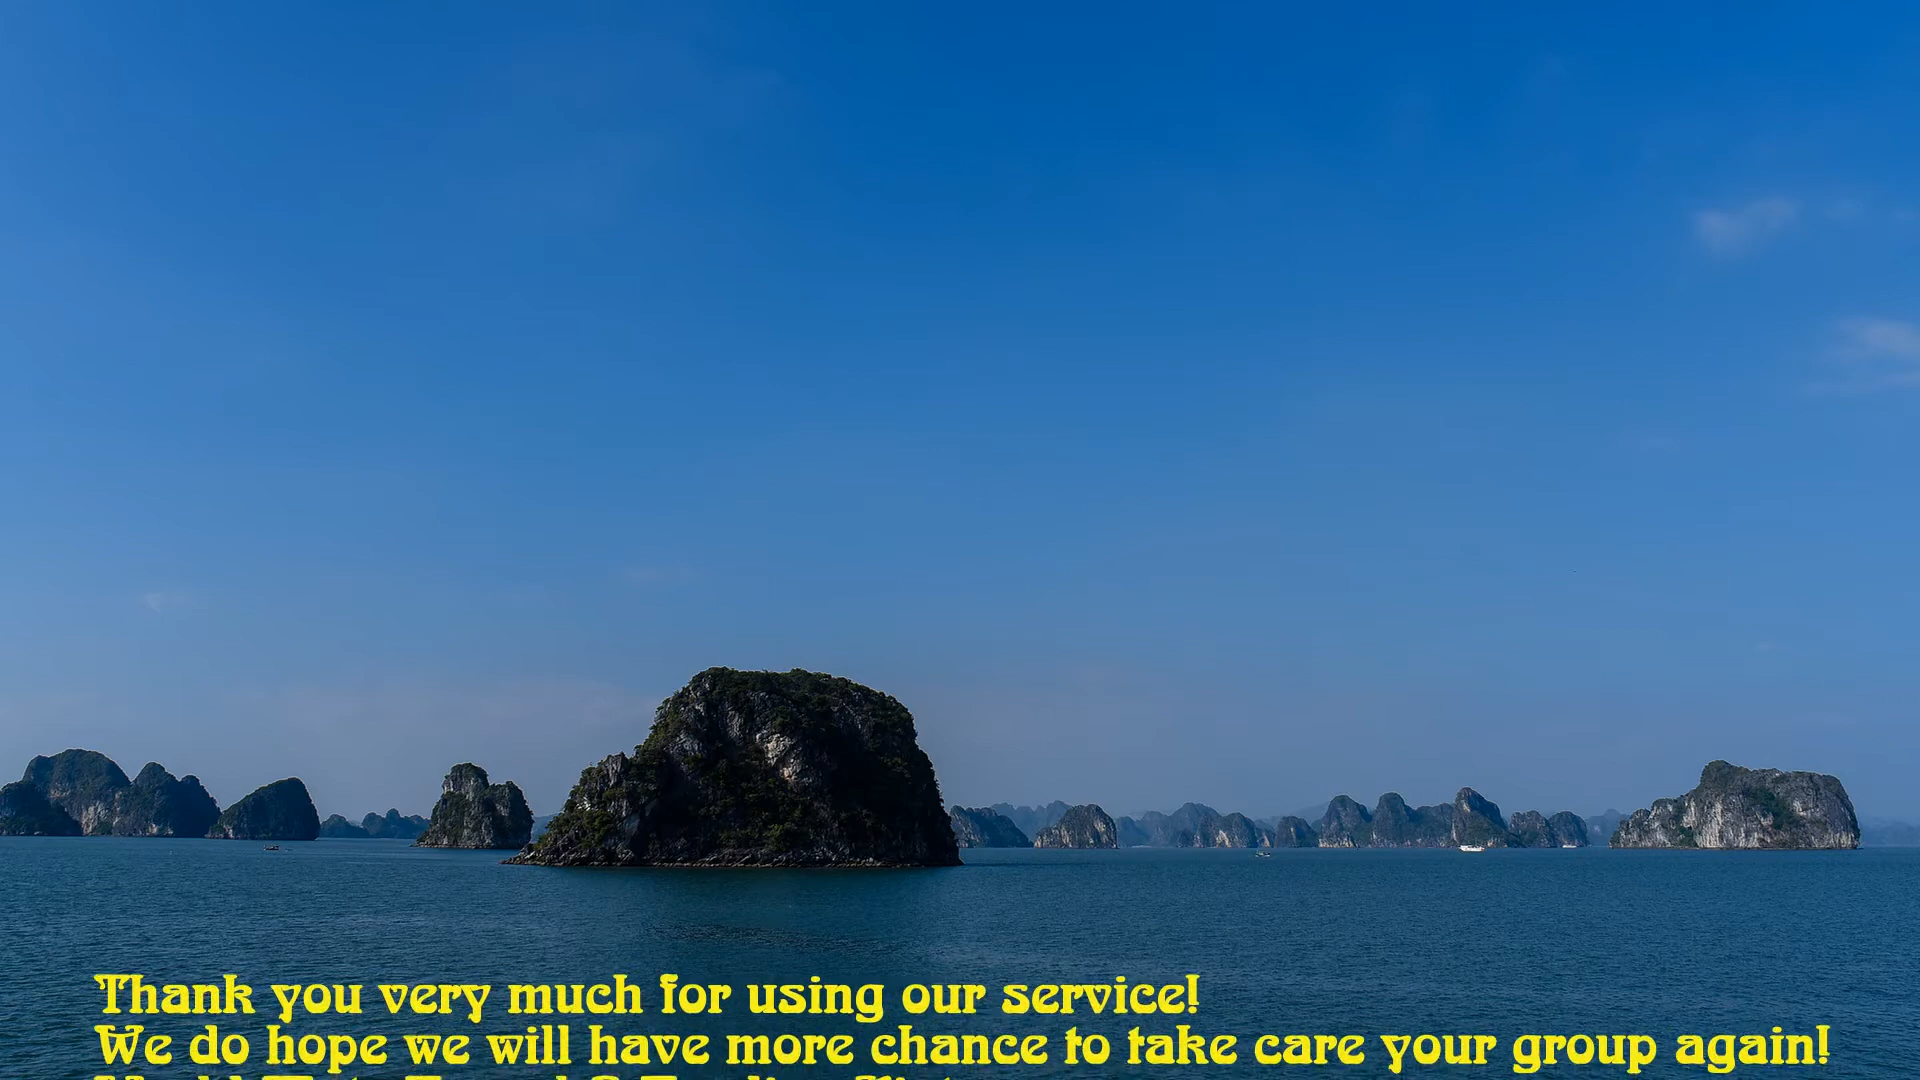 Thank you very much for using our service!
We do hope we will have more chance to take care your group again!